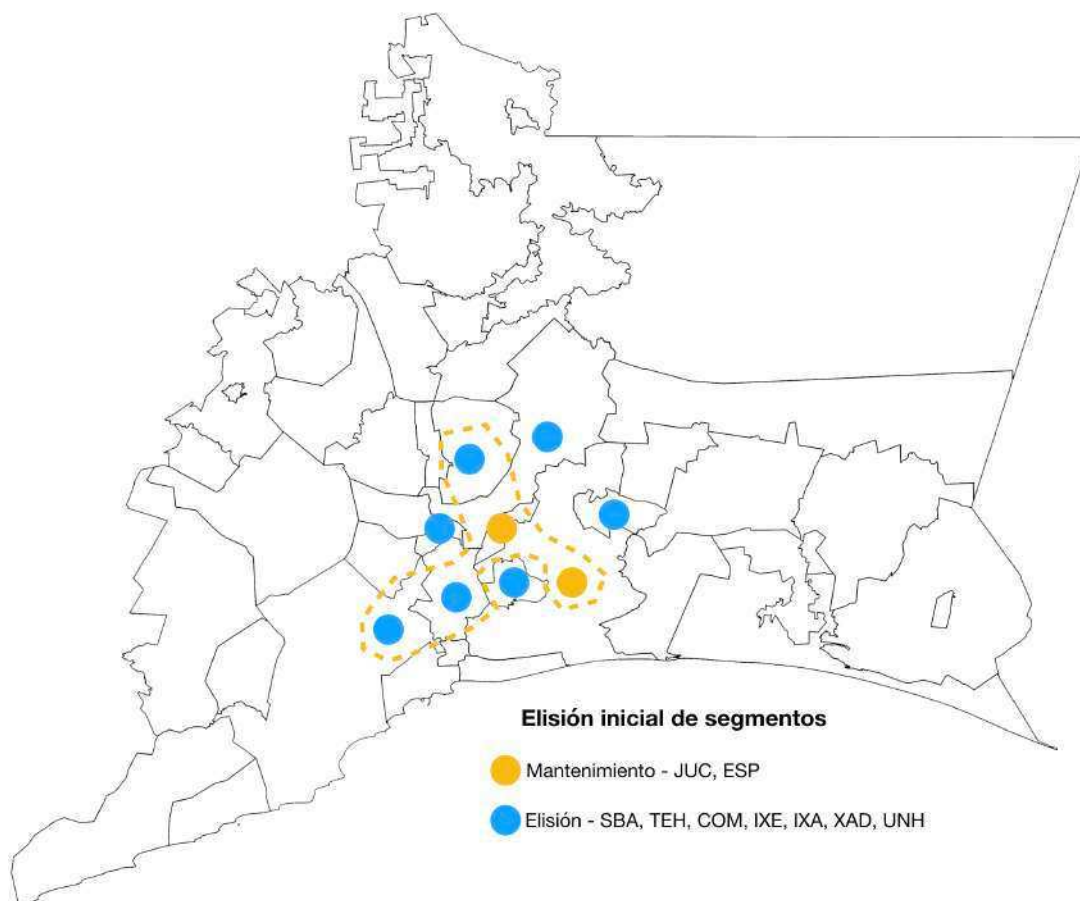 Elisión inicial de segmentos
Mantenimiento - JUC, ESP
Elisión - SBA, TEH, COM, IXE, IXA, XAD, UNH